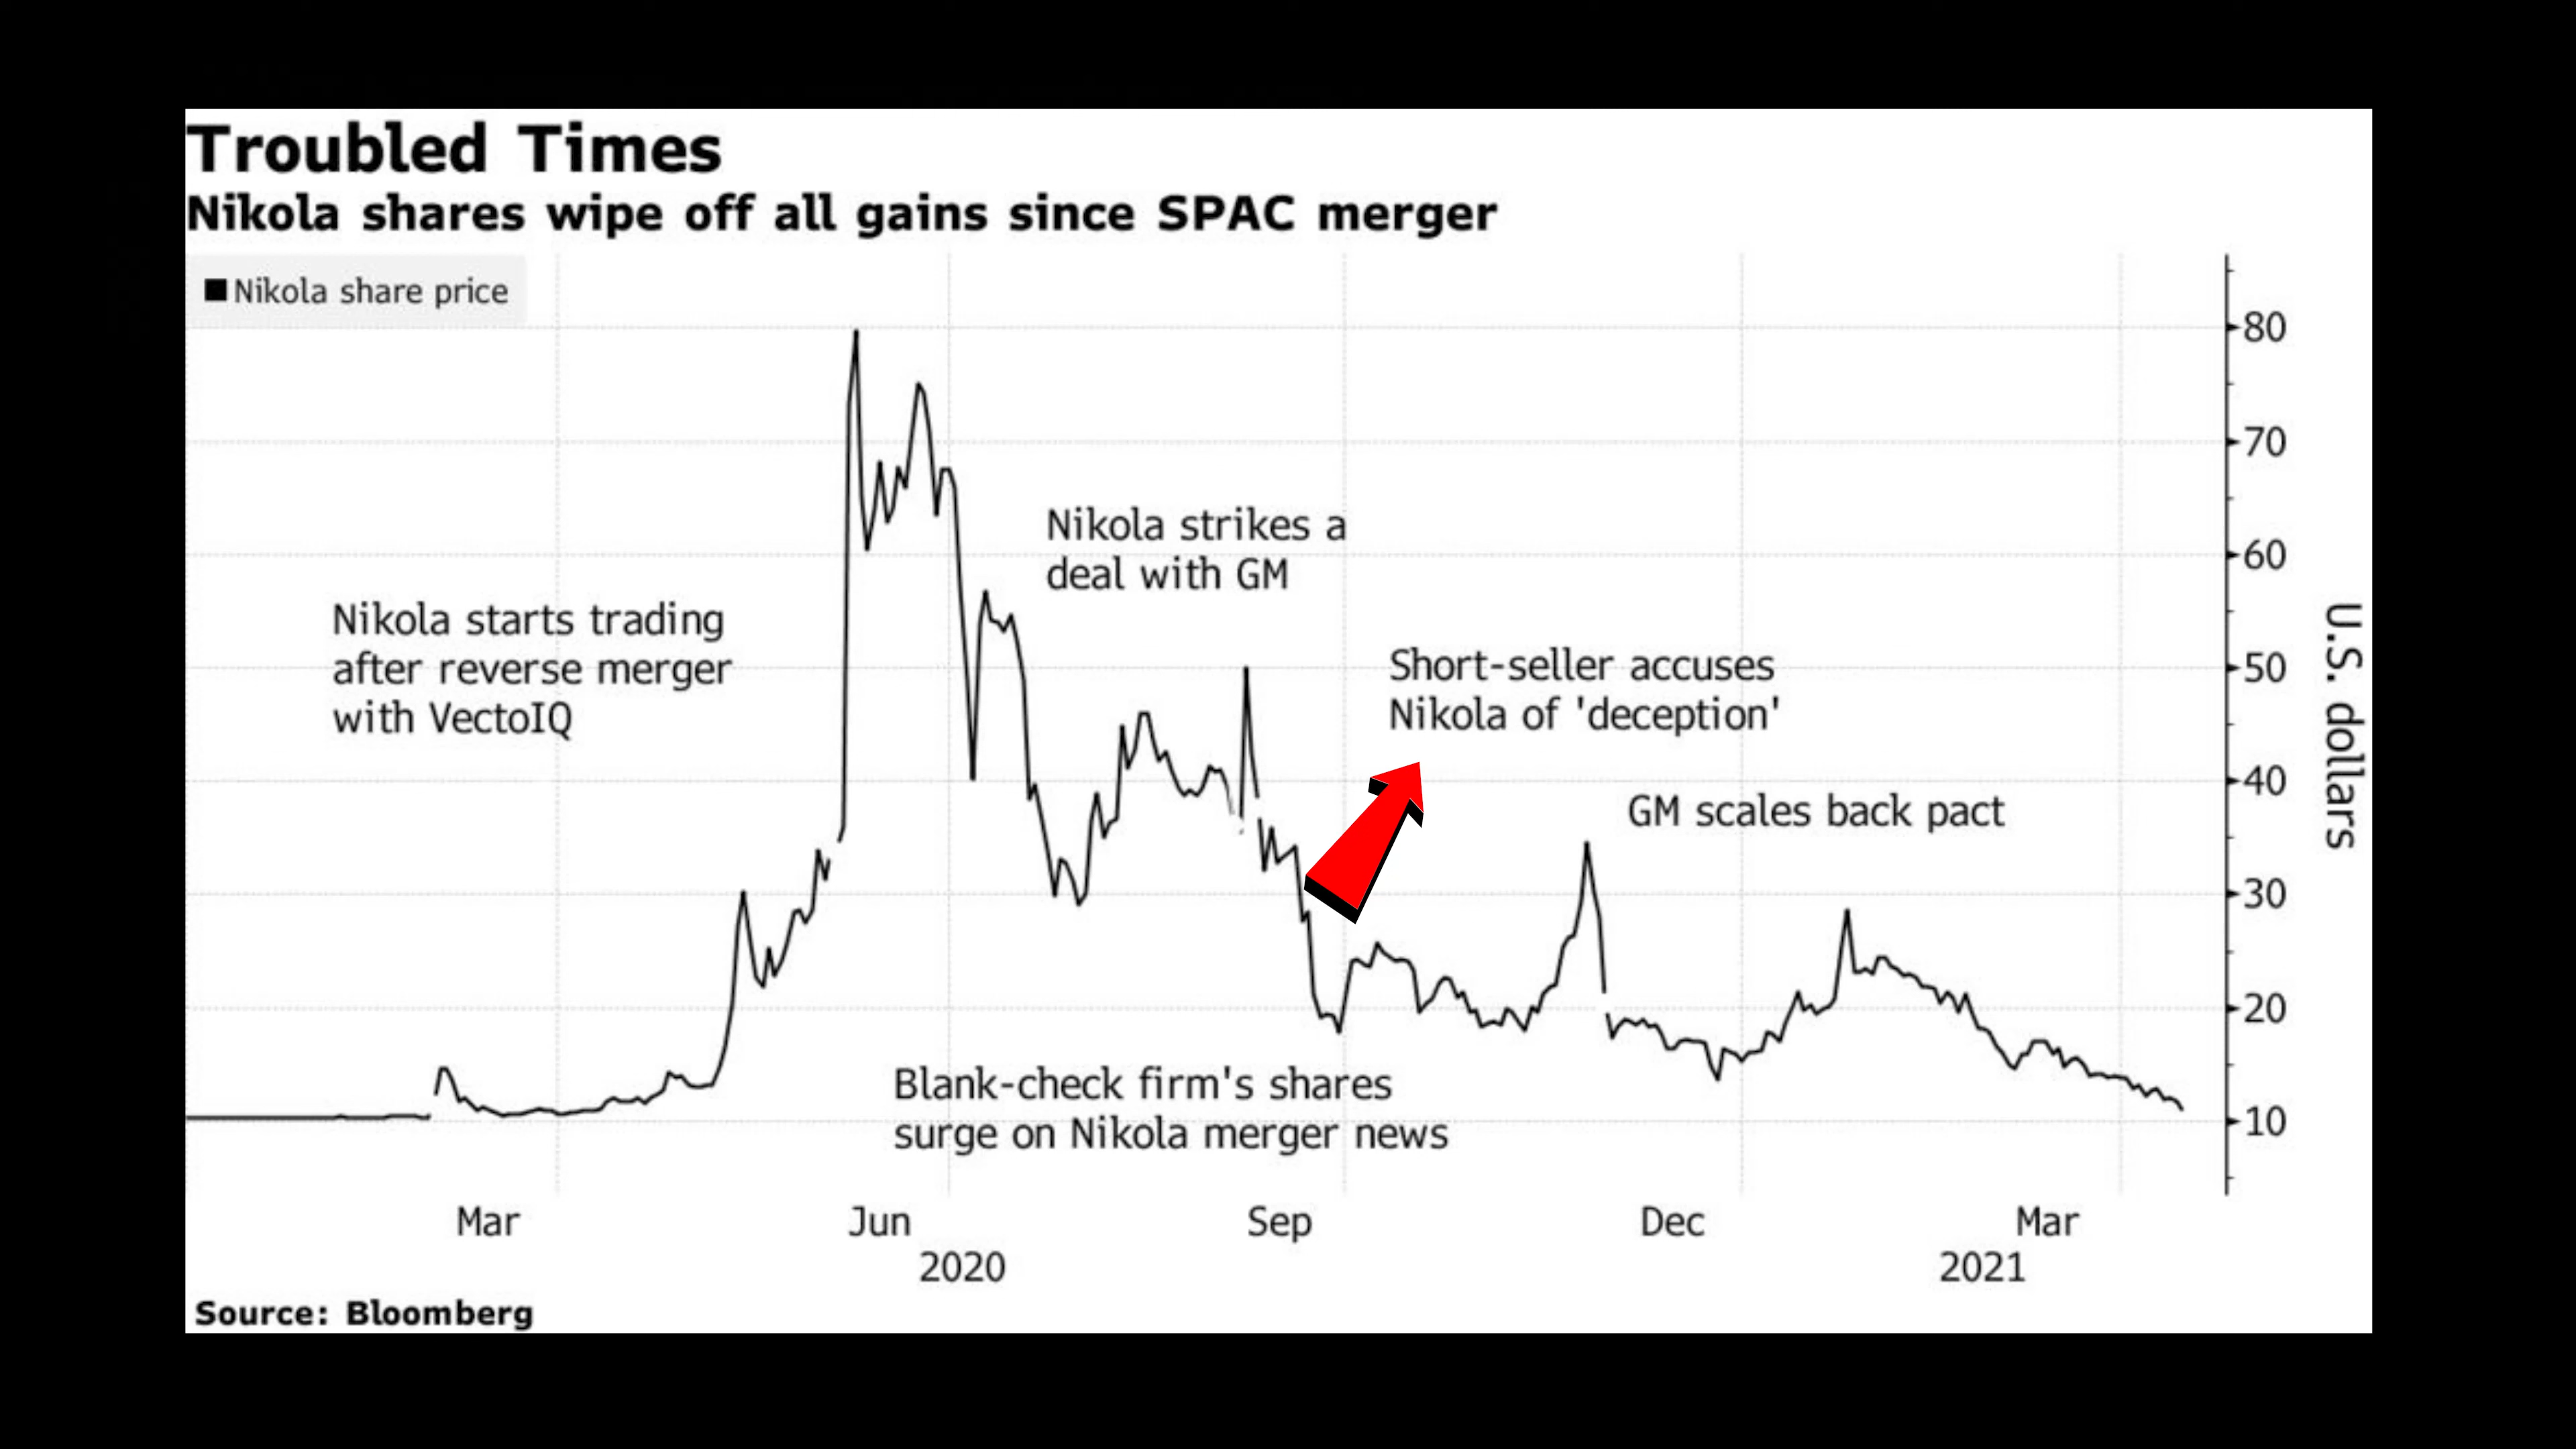 Troubled Times
Nikola shares wipe off all gains since SPAC merger
Nikola share price
80
70
60
50
40
30
20
10
U.S. dollars
Nikola strikes a
deal with GM
Nikola starts trading
after reverse merger
with VectoIQ
Short-seller accuses
Nikola of 'deception'
GM scales back pact
Blank-check firm's shares
surge on Nikola merger news
Mar
Jun
Sep
Dec
Mar
2020
2021
Source: Bloomberg